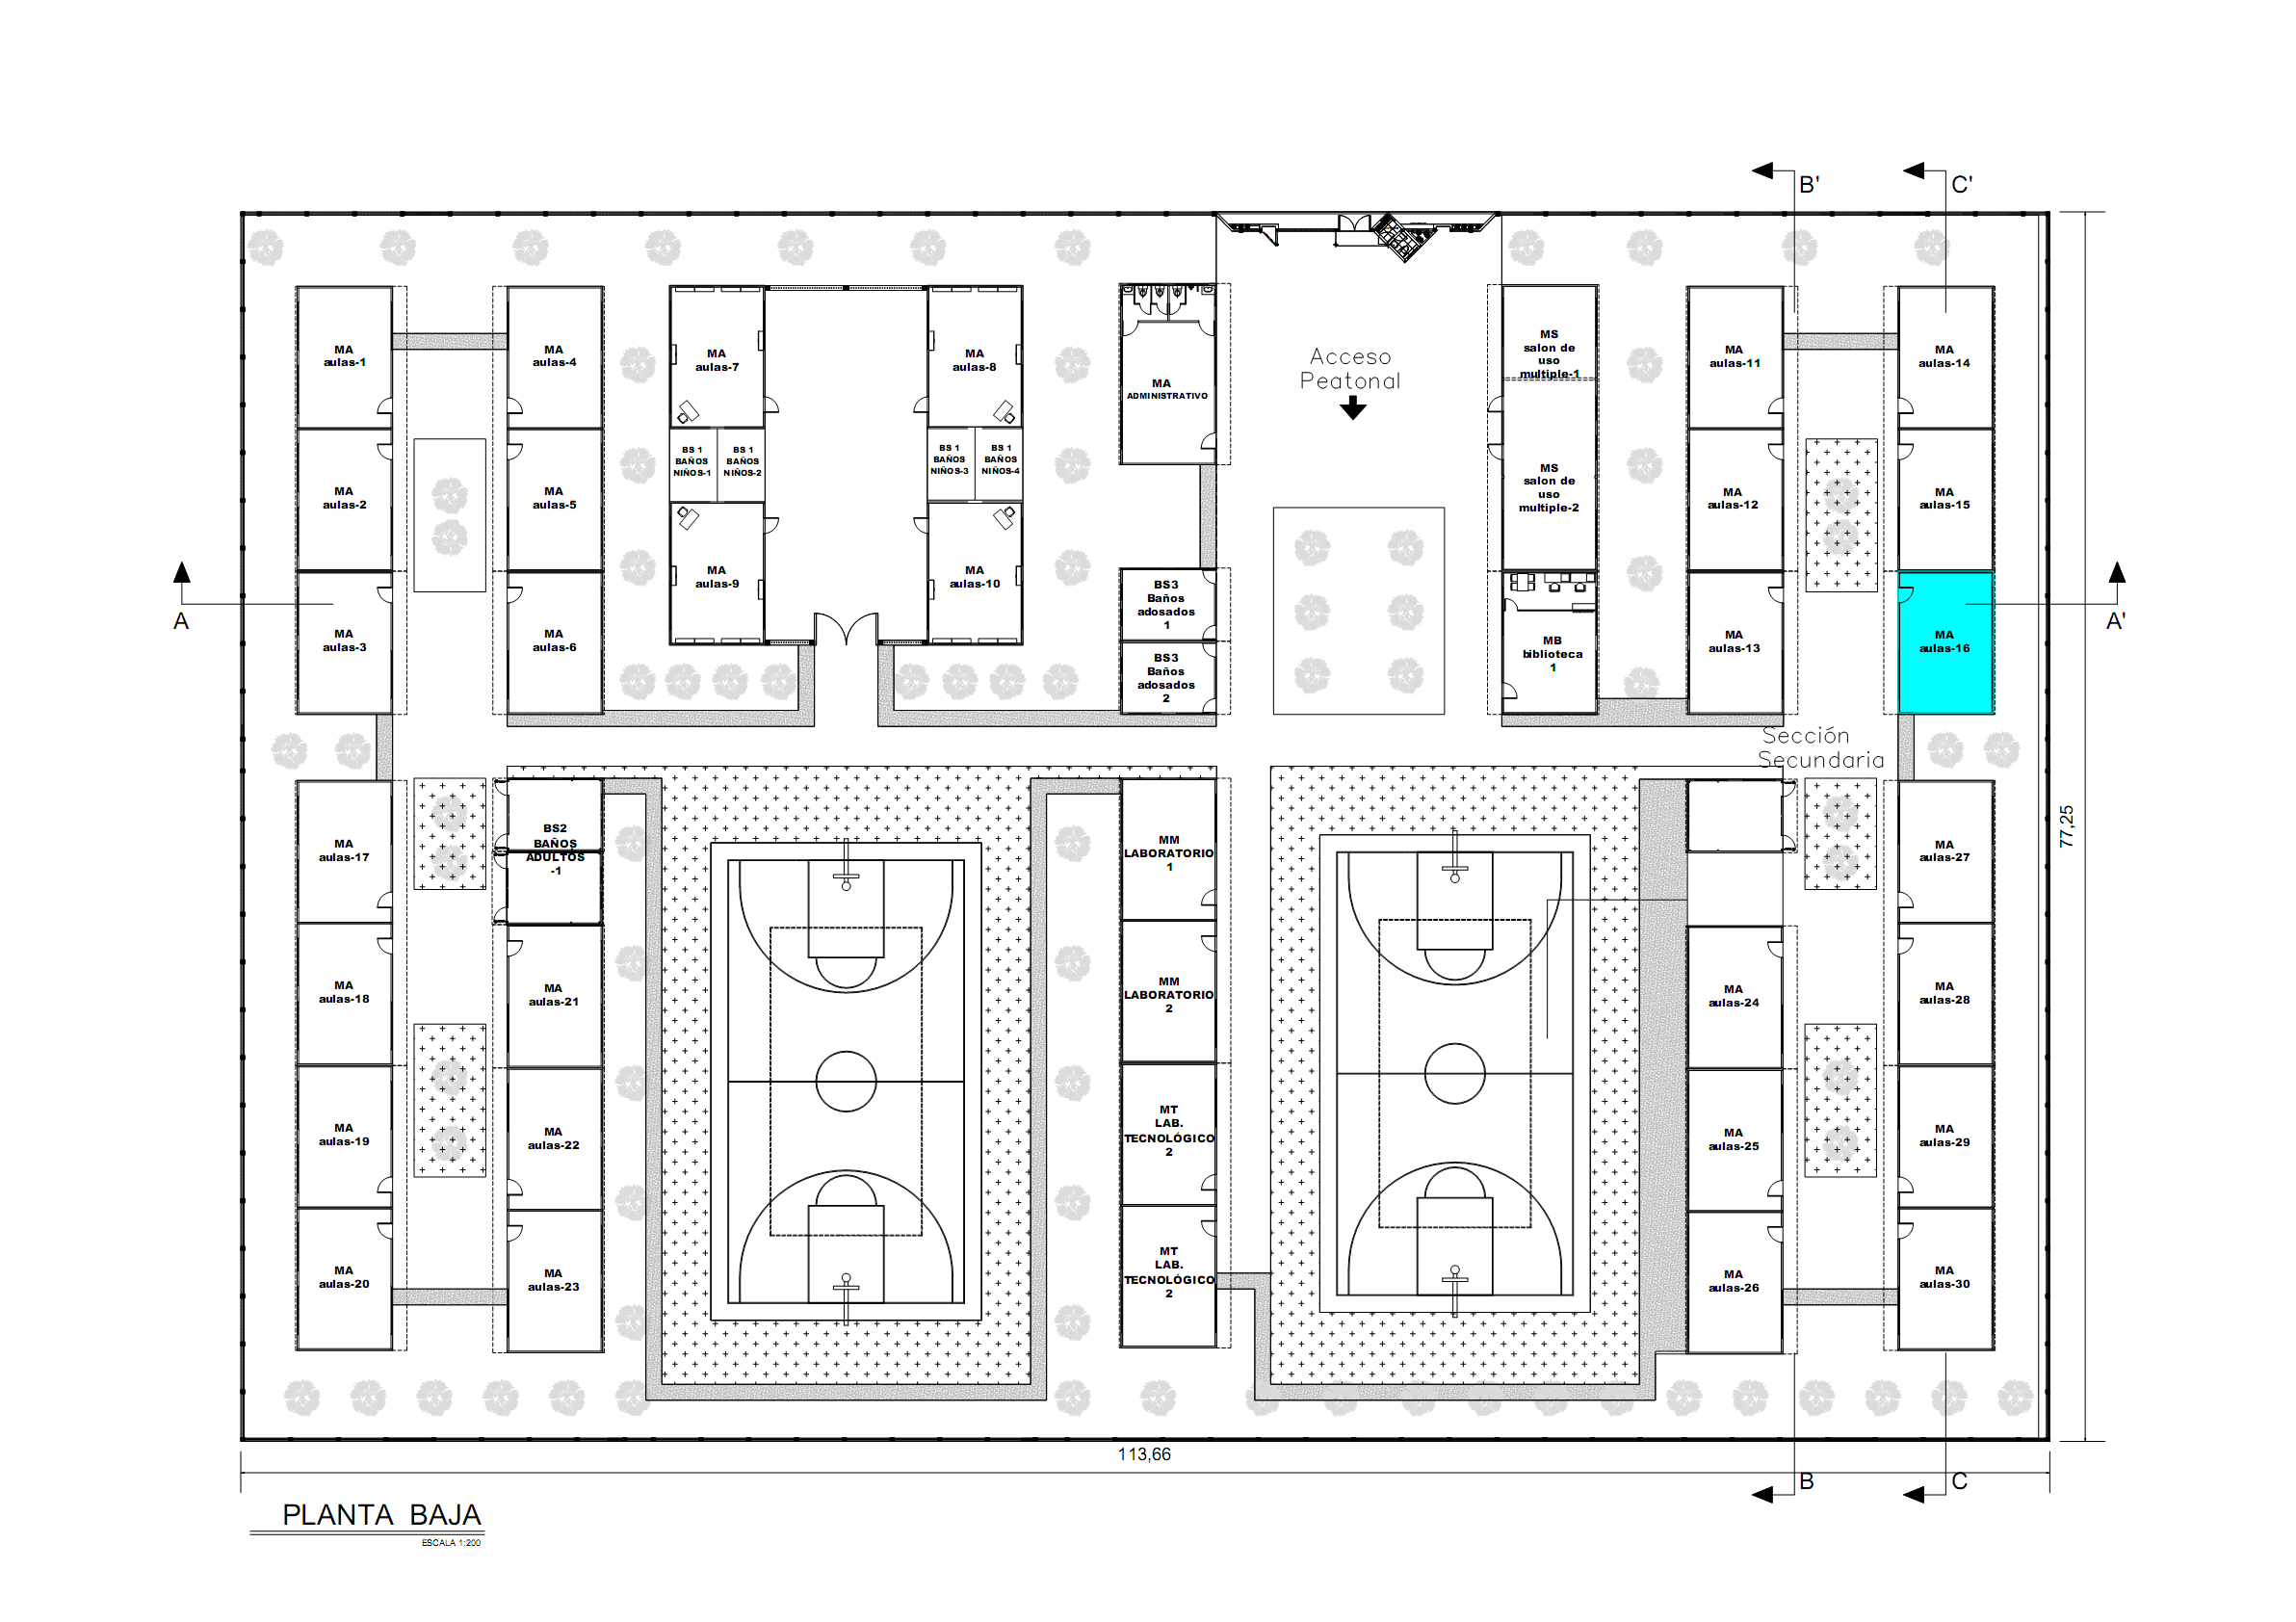 B'
C'
MA
aulas-1
MA
aulas-4
MA
aulas-7
MA
aulas-8
MA
ADMINISTRATIVO
Acceso
Peatonal
MS
salon de
uso
multiple-1
MA
aulas-11
MA
aulas-14
MA
aulas-2
MA
aulas-5
BS 1
BAÑOS
NIÑOS-1
BS 1
BAÑOS
NIÑOS-2
BS 1
BAÑOS
NIÑOS-3
BS 1
BAÑOS
NIÑOS-4
MS
salon de
uso
multiple-2
MA
aulas-12
MA
aulas-15
A
MA
aulas-3
MA
aulas-6
MA
aulas-9
MA
aulas-10
BS3
Baños
adosados
1
BS3
Baños
adosados
2
MB
biblioteca
1
MA
aulas-13
MA
aulas-16
A'
Sección
Secundaria
MA
aulas-17
BS2
BAÑOS
ADULTOS
-1
MM
LABORATORIO
1
MA
aulas-27
77,25
MA
aulas-18
MA
aulas-21
MM
LABORATORIO
2
MA
aulas-24
MA
aulas-28
MA
aulas-19
MA
aulas-22
MT
LAB.
TECNOLÓGICO
2
MA
aulas-25
MA
aulas-29
MA
aulas-20
MA
aulas-23
MT
LAB.
TECNOLÓGICO
2
MA
aulas-26
MA
aulas-30
113,66
B
C
PLANTA BAJA
ESCALA 1:200